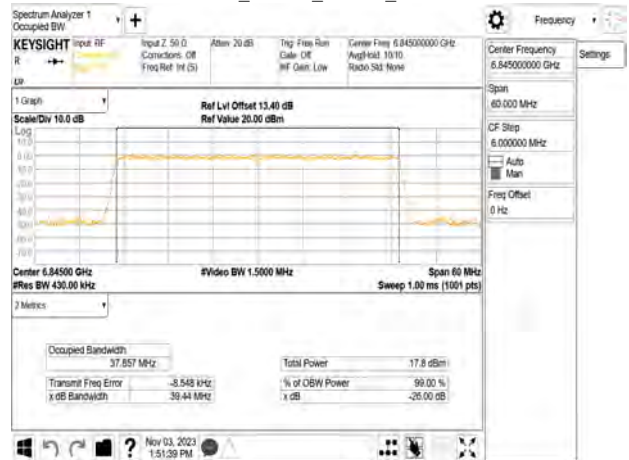 Spectrum Analyzer 1
Occupied BW
Frequency
KEYSIGHT
Input: RF
Input Z: 50 Ω
Atten: 20 dB
Trig: Free Run
Center Freq: 6.845000000 GHz
Corrections: Off
Gate: Off
Avg|Hold: 10/10
Freq Ref: Int (S)
#IF Gain: Low
Radio Std: None
Center Frequency
6.845000000 GHz
Settings
Span
60.000 MHz
CF Step
6.000000 MHz
Auto
Man
Freq Offset
0 Hz
1 Graph
Scale/Div 10.0 dB
Ref Lvl Offset 13.40 dB
Ref Value 20.00 dBm
Log
Center 6.84500 GHz
#Video BW 1.5000 MHz
Span 60 MHz
#Res BW 430.00 kHz
Sweep 1.00 ms (1001 pts)
2 Metrics
Occupied Bandwidth
37.857 MHz
Total Power
17.8 dBm
Transmit Freq Error
-8.548 kHz
% of OBW Power
99.00 %
x dB Bandwidth
39.44 MHz
x dB
-26.00 dB
Nov 03, 2023
1:51:39 PM